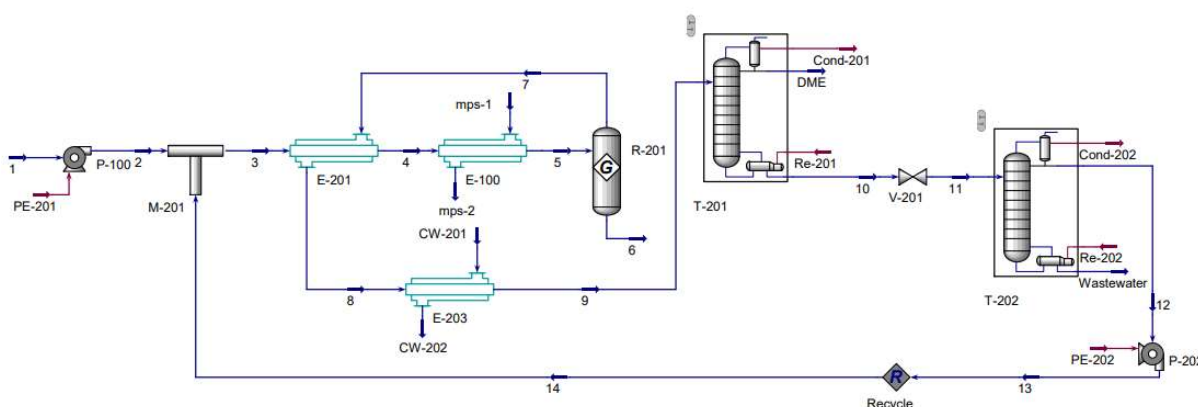 Cond-201
DME
7
mps-1
R-201
Cond-202
G
1
P-100
2
3
4
5
Re-201
E-201
E-100
10
11
PE-201
M-201
mps-2
6
T-201
V-201
CW-201
Re-202
Wastewater
8
9
E-203
T-202
12
CW-202
PE-202
P-202
14
R
13
Recycle